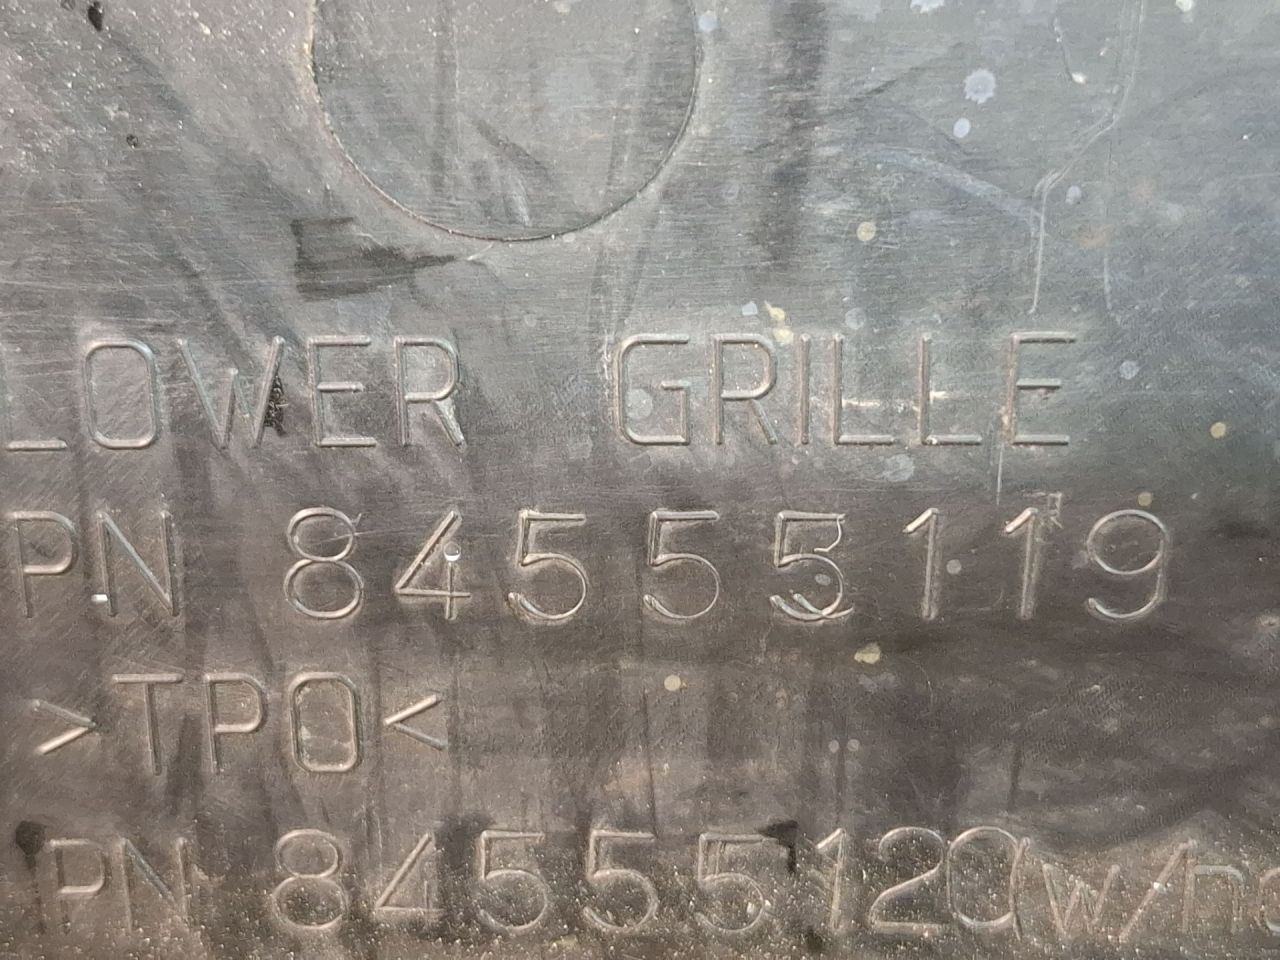 LOWER GRILLE
PN 84555119
>TPO<
PN 84555120 w/